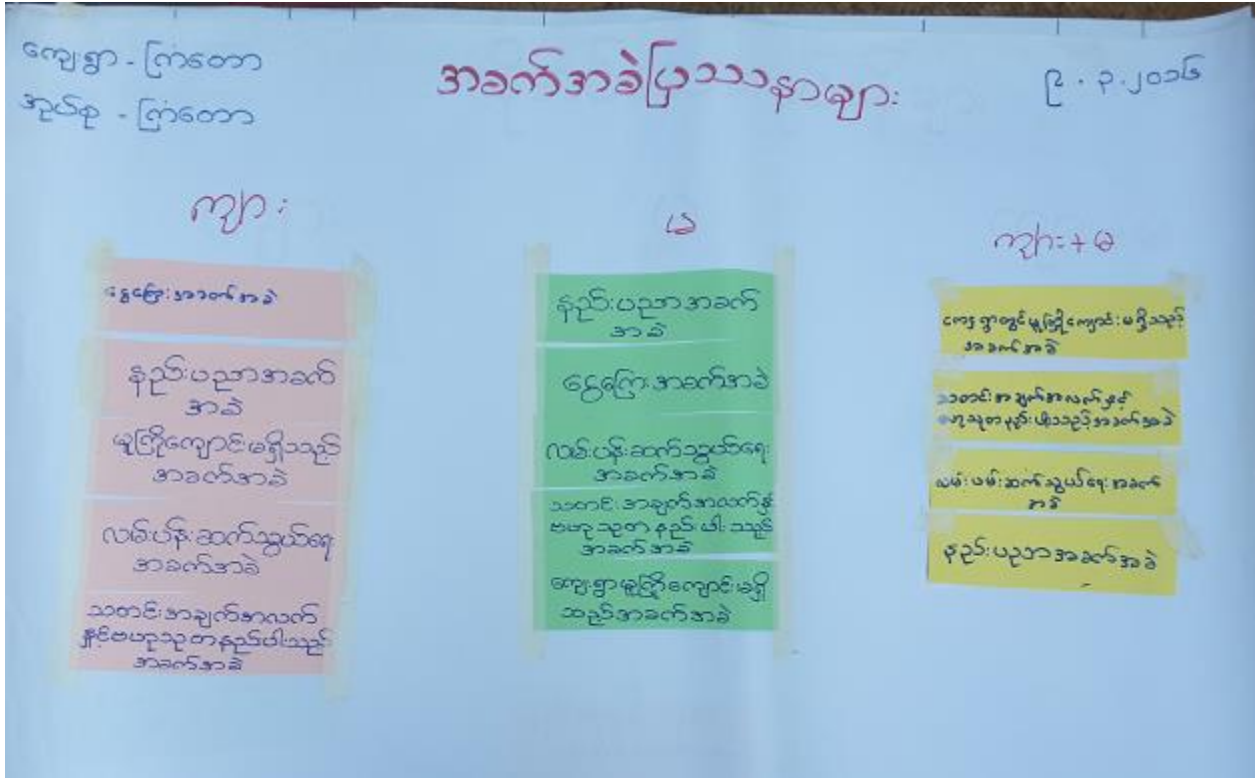 ကျေးရွာ - ကြံတော
အခက်အခဲပြဿနာများ
၉.၃.၂၀၁၆
အုပ်စု - ကြံတော
ကျား
ငွေကြေးအခက်အခဲ
နည်းပညာအခက်
အခဲ
မူကြိုကျောင်းမရှိသည်
အခက်အခဲ
လမ်းပန်းဆက်သွယ်ရေး
အခက်အခဲ
သတင်းအချက်အလက်
နှင့်ဗဟုသုတနည်းပါးသည်
အခက်အခဲ
မ
နည်းပညာအခက်
အခဲ
ငွေကြေးအခက်အခဲ
လမ်းပန်းဆက်သွယ်ရေး
အခက်အခဲ
သတင်းအချက်အလက်နှင့်
ဗဟုသုတနည်းပါးသည်
အခက်အခဲ
ကျေးရွာမူကြိုကျောင်းမရှိ
သည်အခက်အခဲ
ကျား+မ
ကျေးရွာတွင်မူကြိုကျောင်းမရှိသည့်
အခက်အခဲ
သတင်းအချက်အလက်နှင့်
ဗဟုသုတနည်းပါးသည့်အခက်အခဲ
လမ်းပမ်းဆက်သွယ်ရေးအခက်
အခဲ
နည်းပညာအခက်အခဲ